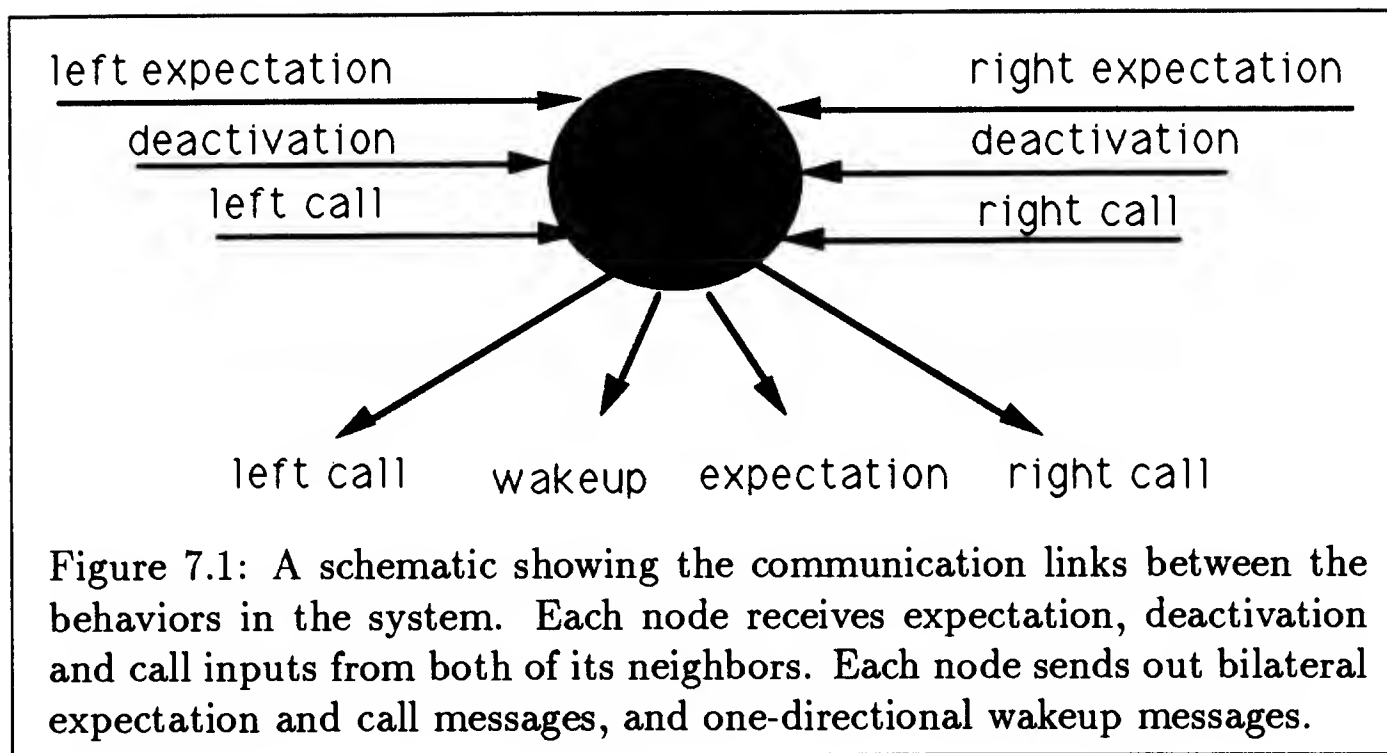 left expectation right expectation
deactivation deactivation
left call right call
left call wakeup expectation right call
Figure 7.1: A schematic showing the communication links between the
behaviors in the system. Each node receives expectation, deactivation
and call inputs from both of its neighbors. Each node sends out bilateral
expectation and call messages, and one-directional wakeup messages.